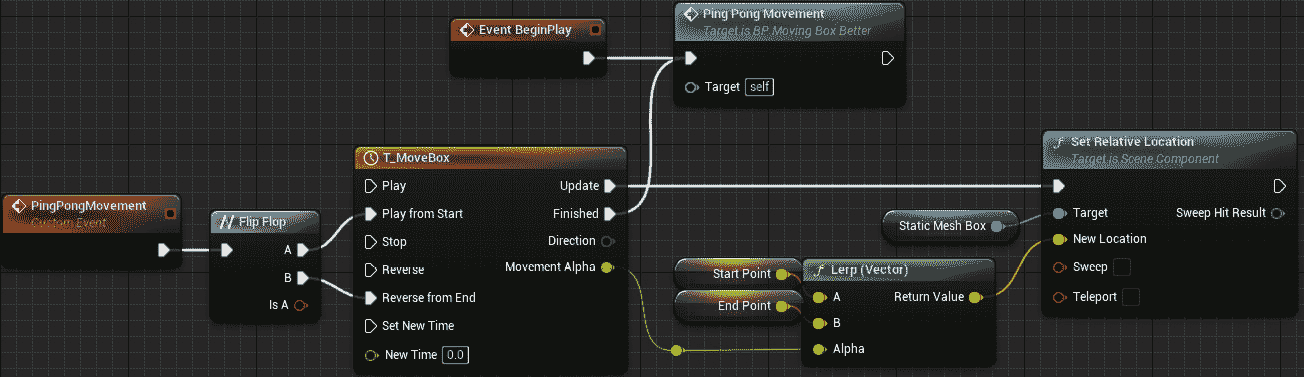 Event BeginPlay
Ping Pong Movement
Target is BP Moving Box Better
Target self
PingPongMovement
Custom Event
Flip Flop
A
B
Is A
T_MoveBox
Play
Update
Play from Start
Finished
Stop
Direction
Reverse
Movement Alpha
Reverse from End
Set New Time
New Time 0.0
Start Point
End Point
Lerp (Vector)
A
Return Value
B
Alpha
Static Mesh Box
Set Relative Location
Target is Scene Component
Target
Sweep Hit Result
New Location
Sweep
Teleport